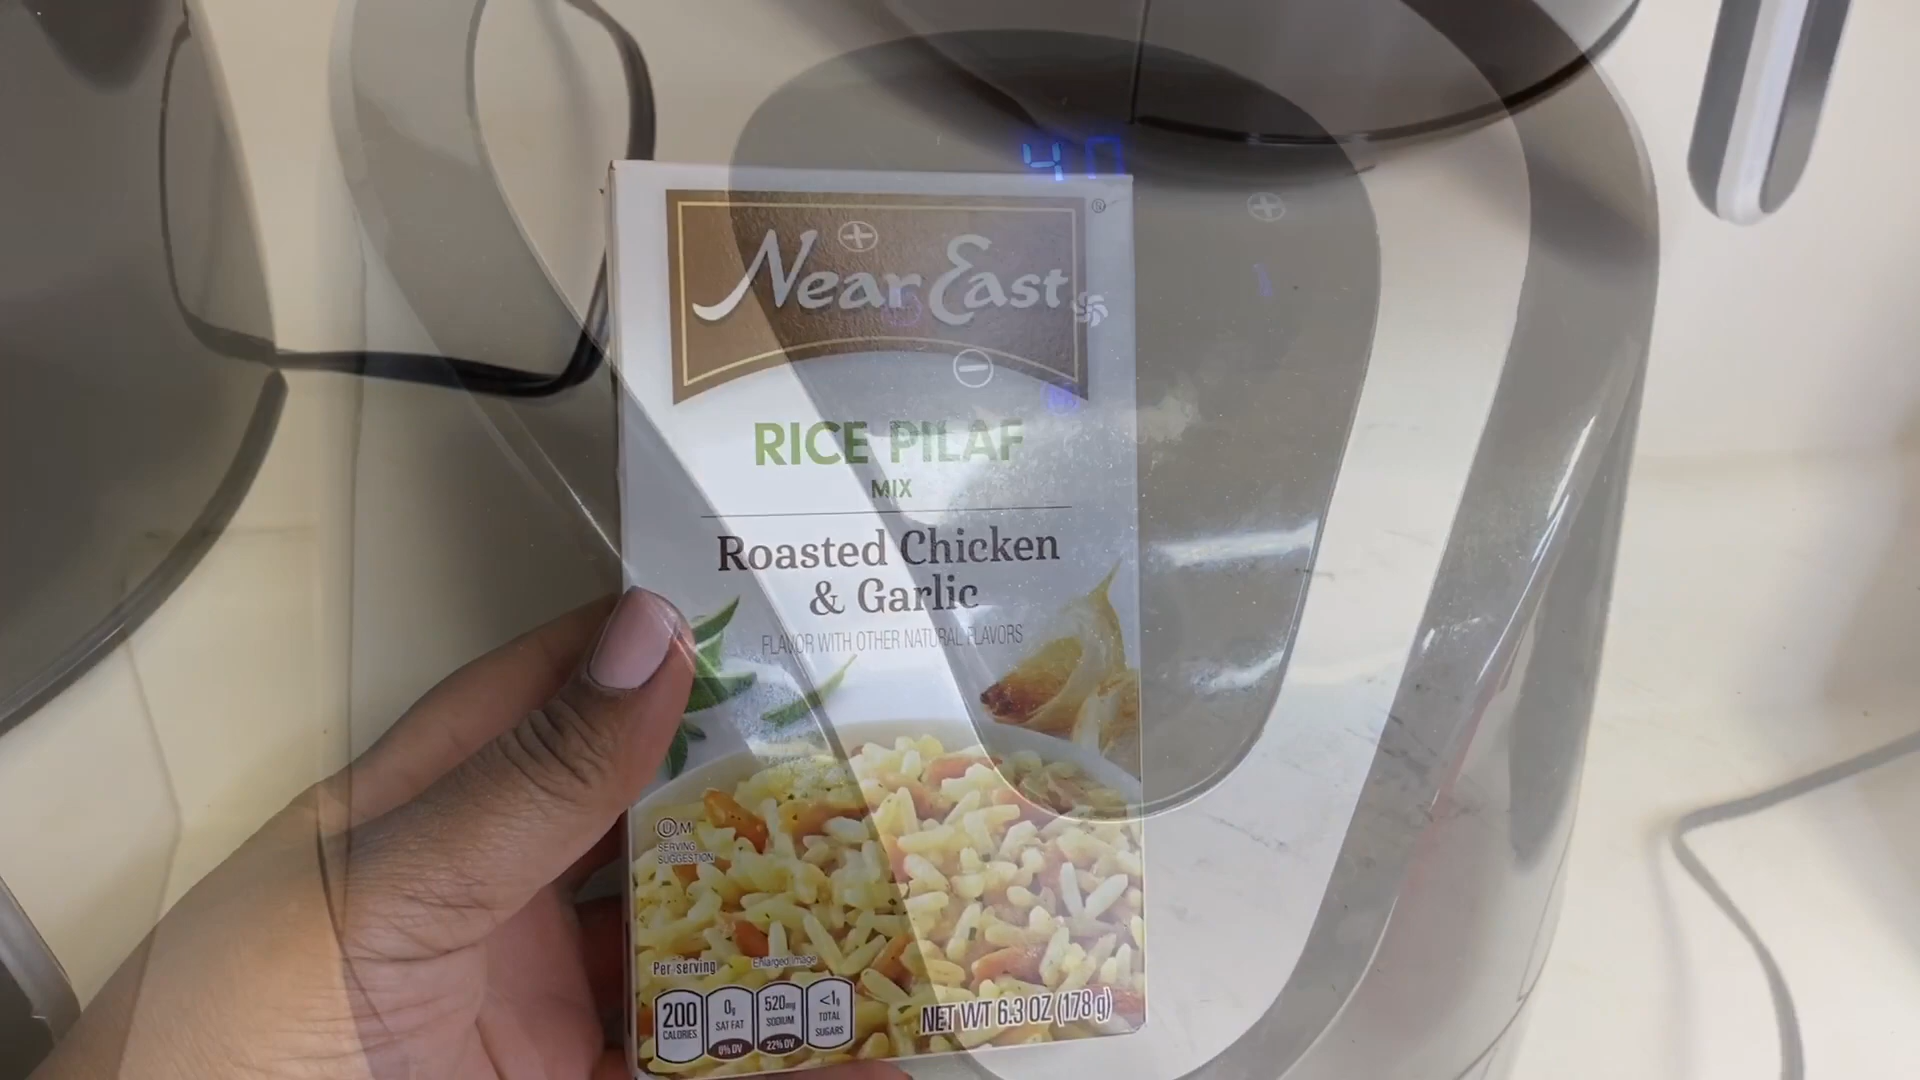 40
Near East®
RICE PILAF
MIX
Roasted Chicken
& Garlic
FLAVOR WITH OTHER NATURAL FLAVORS
U M
SERVING
SUGGESTION
Per serving
Enlarged Image
200
CALORIES
0g
SAT FAT
0% DV
520mg
SODIUM
22% DV
<1g
TOTAL
SUGARS
NET WT 6.3 OZ (178 g)